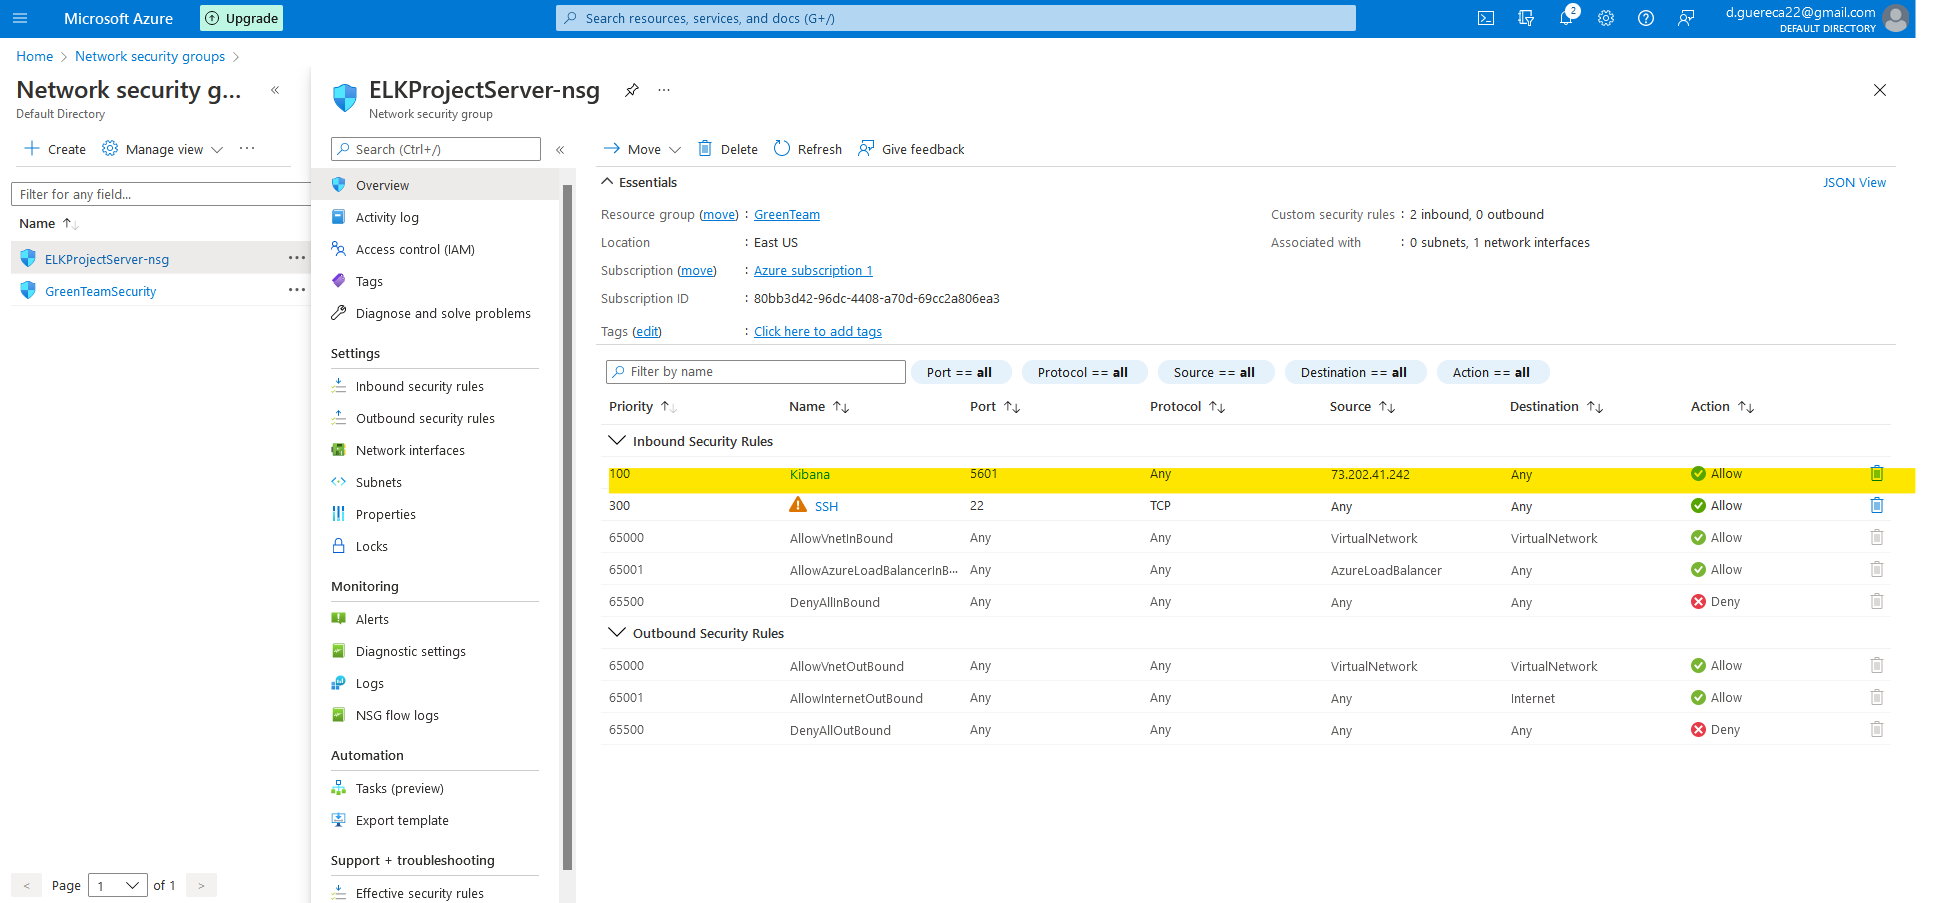 Microsoft Azure
Upgrade
Search resources, services, and docs (G+/)
2
d.guereca22@gmail.com
DEFAULT DIRECTORY
Home > Network security groups >
Network security g... «
Default Directory
Create Manage view ...
Filter for any field...
Name
ELKProjectServer-nsg ...
GreenTeamSecurity ...
< Page 1 of 1 >
ELKProjectServer-nsg ...
Network security group
Search (Ctrl+/) «
Overview
Activity log
Access control (IAM)
Tags
Diagnose and solve problems
Settings
Inbound security rules
Outbound security rules
Network interfaces
Subnets
Properties
Locks
Monitoring
Alerts
Diagnostic settings
Logs
NSG flow logs
Automation
Tasks (preview)
Export template
Support + troubleshooting
Effective security rules
Move Delete Refresh Give feedback
Essentials JSON View
Resource group (move) : GreenTeam
Location : East US
Subscription (move) : Azure subscription 1
Subscription ID : 80bb3d42-96dc-4408-a70d-69cc2a806ea3
Tags (edit) : Click here to add tags
Custom security rules : 2 inbound, 0 outbound
Associated with : 0 subnets, 1 network interfaces
Filter by name Port == all Protocol == all Source == all Destination == all Action == all
Priority Name Port Protocol Source Destination Action
Inbound Security Rules
100 Kibana 5601 Any 73.202.41.242 Any Allow
300 SSH 22 TCP Any Any Allow
65000 AllowVnetInBound Any Any VirtualNetwork VirtualNetwork Allow
65001 AllowAzureLoadBalancerInB... Any Any AzureLoadBalancer Any Allow
65500 DenyAllInBound Any Any Any Any Deny
Outbound Security Rules
65000 AllowVnetOutBound Any Any VirtualNetwork VirtualNetwork Allow
65001 AllowInternetOutBound Any Any Any Internet Allow
65500 DenyAllOutBound Any Any Any Any Deny